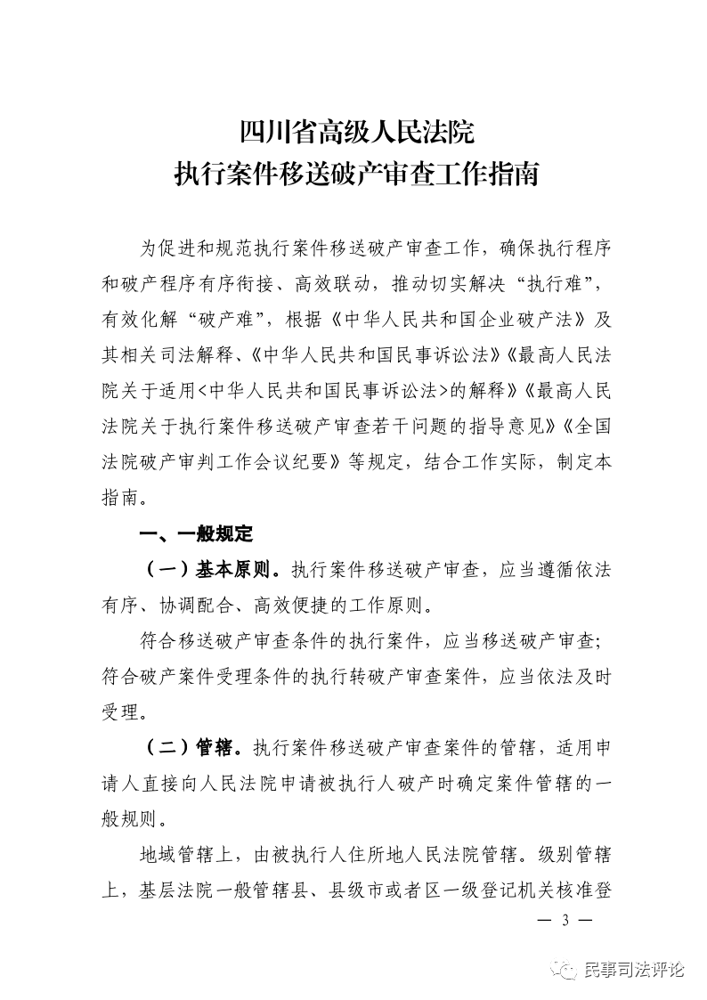 四川省高级人民法院
执行案件移送破产审查工作指南
为促进和规范执行案件移送破产审查工作，确保执行程序
和破产程序有序衔接、高效联动，推动切实解决“执行难”，
有效化解“破产难”，根据《中华人民共和国企业破产法》及
其相关司法解释、《中华人民共和国民事诉讼法》《最高人民法
院关于适用<中华人民共和国民事诉讼法>的解释》《最高人民
法院关于执行案件移送破产审查若干问题的指导意见》《全国
法院破产审判工作会议纪要》等规定，结合工作实际，制定本
指南。
一、一般规定
（一）基本原则。执行案件移送破产审查，应当遵循依法
有序、协调配合、高效便捷的工作原则。
符合移送破产审查条件的执行案件，应当移送破产审查；
符合破产案件受理条件的执行转破产审查案件，应当依法及时
受理。
（二）管辖。执行案件移送破产审查案件的管辖，适用申
请人直接向人民法院申请被执行人破产时确定案件管辖的一
般规则。
地域管辖上，由被执行人住所地人民法院管辖。级别管辖
上，基层法院一般管辖县、县级市或者区一级登记机关核准登
— 3 —
民事司法评论